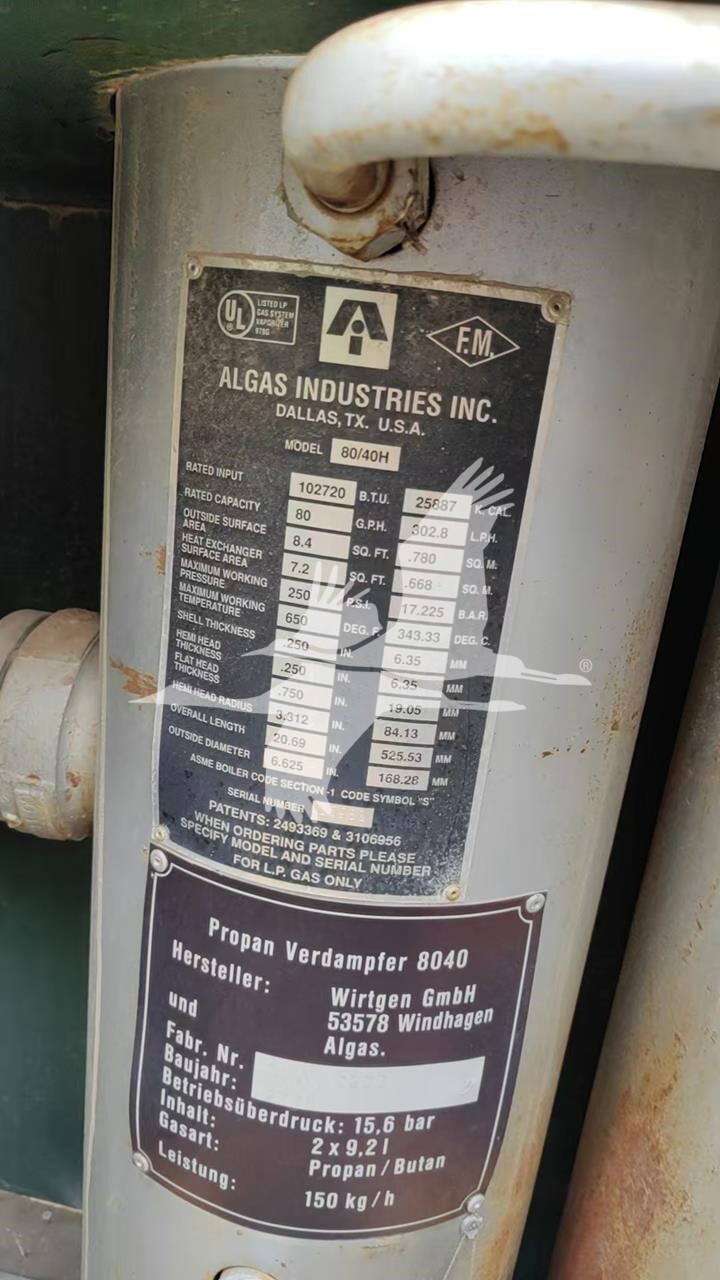 UL
®
LISTED LP
GAS SYSTEM
VAPORIZER
978G
AI
F.M.
ALGAS INDUSTRIES INC.
DALLAS, TX. U.S.A.
MODEL 80/40H
RATED INPUT 102720 B.T.U. 25887 K. CAL.
RATED CAPACITY 80 G.P.H. 302.8 L.P.H.
OUTSIDE SURFACE
AREA 8.4 SQ. FT. .780 SQ. M.
HEAT EXCHANGER
SURFACE AREA 7.2 SQ. FT. .668 SQ. M.
MAXIMUM WORKING
PRESSURE 250 P.S.I. 17.225 B.A.R.
MAXIMUM WORKING
TEMPERATURE 650 DEG. F. 343.33 DEG. C.
SHELL THICKNESS .250 IN. 6.35 MM
HEMI HEAD
THICKNESS .250 IN. 6.35 MM
FLAT HEAD
THICKNESS .750 IN. 19.05 MM
HEMI HEAD RADIUS 3.312 IN. 84.13 MM
OVERALL LENGTH 20.69 IN. 525.53 MM
OUTSIDE DIAMETER 6.625 IN. 168.28 MM
ASME BOILER CODE SECTION-1 CODE SYMBOL "S"
SERIAL NUMBER
PATENTS: 2493369 & 3106956
WHEN ORDERING PARTS PLEASE
SPECIFY MODEL AND SERIAL NUMBER
FOR L.P. GAS ONLY
®
Propan Verdampfer 8040
Hersteller: Wirtgen GmbH
53578 Windhagen
und Algas.
Fabr. Nr.
Baujahr:
Betriebsüberdruck: 15,6 bar
Inhalt: 2 x 9,2 l
Gasart: Propan/Butan
Leistung: 150 kg/h